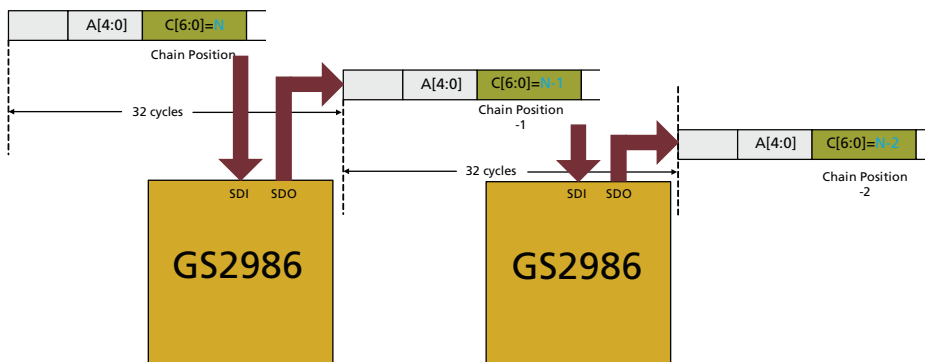 A[4:0] C[6:0]=N
Chain Position
32 cycles
A[4:0] C[6:0]=N-1
Chain Position
-1
32 cycles
A[4:0] C[6:0]=N-2
Chain Position
-2
SDI SDO
GS2986
SDI SDO
GS2986